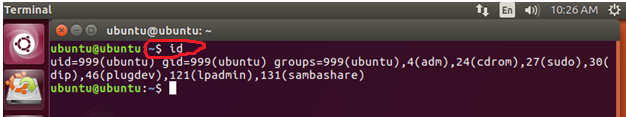 Terminal
En
10:26 AM
ubuntu@ubuntu: ~
ubuntu@ubuntu:~$ id
uid=999(ubuntu) gid=999(ubuntu) groups=999(ubuntu),4(adm),24(cdrom),27(sudo),30(
dip),46(plugdev),121(lpadmin),131(sambashare)
ubuntu@ubuntu:~$